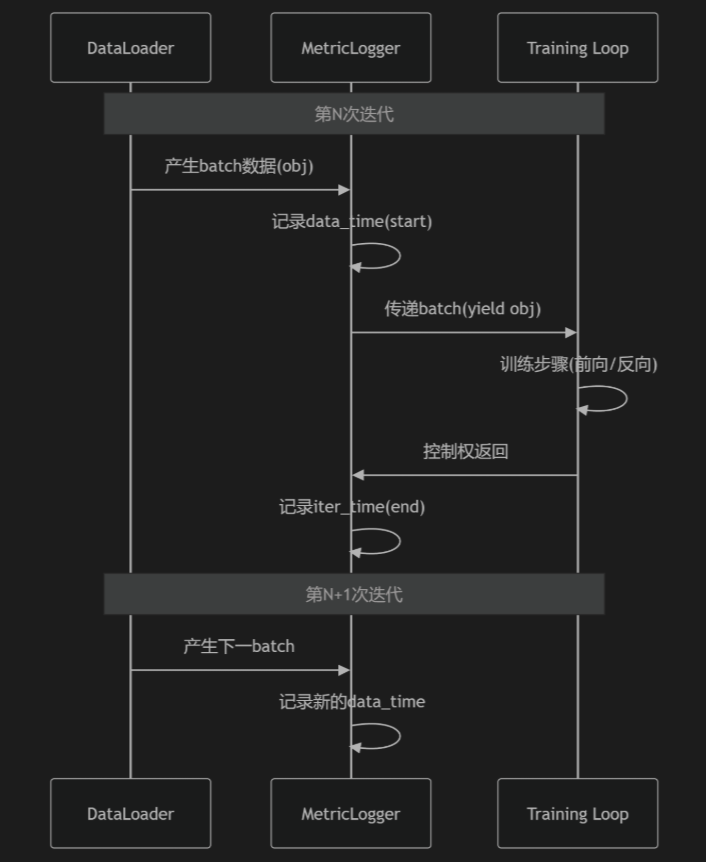 DataLoader
MetricLogger
Training Loop
第N次迭代
产生batch数据(obj)
记录data_time(start)
传递batch(yield obj)
训练步骤(前向/反向)
控制权返回
记录iter_time(end)
第N+1次迭代
产生下一batch
记录新的data_time
DataLoader
MetricLogger
Training Loop